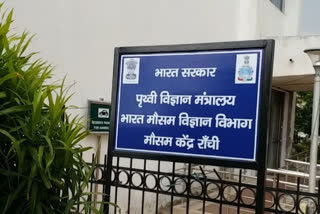 भारत सरकार
पृथ्वी विज्ञान मंत्रालय
भारत मौसम विज्ञान विभाग
मौसम केंद्र राँची